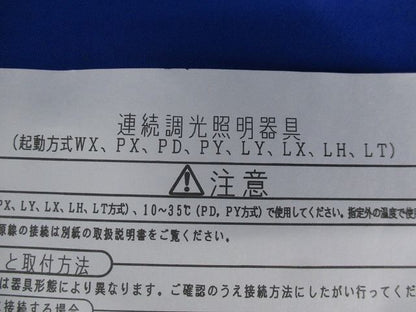 連続調光照明器具
(起動方式WX、PX、PD、PY、LY、LX、LH、LT)
注意
PX、LY、LX、LH、LT方式)、10〜35℃(PD、PY方式)で使用してください。指定外の温度で使
源線の接続は別紙の取扱説明書をご覧ください。
と取付方法
は器具形態により異なります。ご確認のうえ接続方法にしたがい行ってくだ
接続する場合